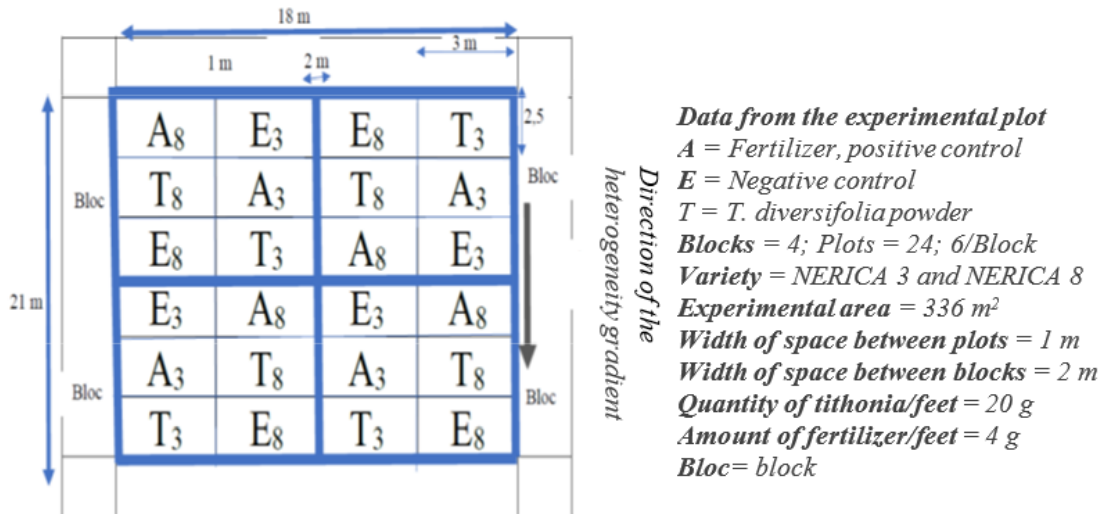 18 m
3 m
1 m
2 m
A8 E3 E8 T3
2,5
T8 A3 T8 A3
Bloc
Bloc
E8 T3 A8 E3
21 m
E3 A8 E3 A8
A3 T8 A3 T8
Bloc
Bloc
T3 E8 T3 E8
Direction of the
heterogeneity gradient
Data from the experimental plot
A = Fertilizer, positive control
E = Negative control
T = T. diversifolia powder
Blocks = 4; Plots = 24; 6/Block
Variety = NERICA 3 and NERICA 8
Experimental area = 336 m²
Width of space between plots = 1 m
Width of space between blocks = 2 m
Quantity of tithonia/feet = 20 g
Amount of fertilizer/feet = 4 g
Bloc= block